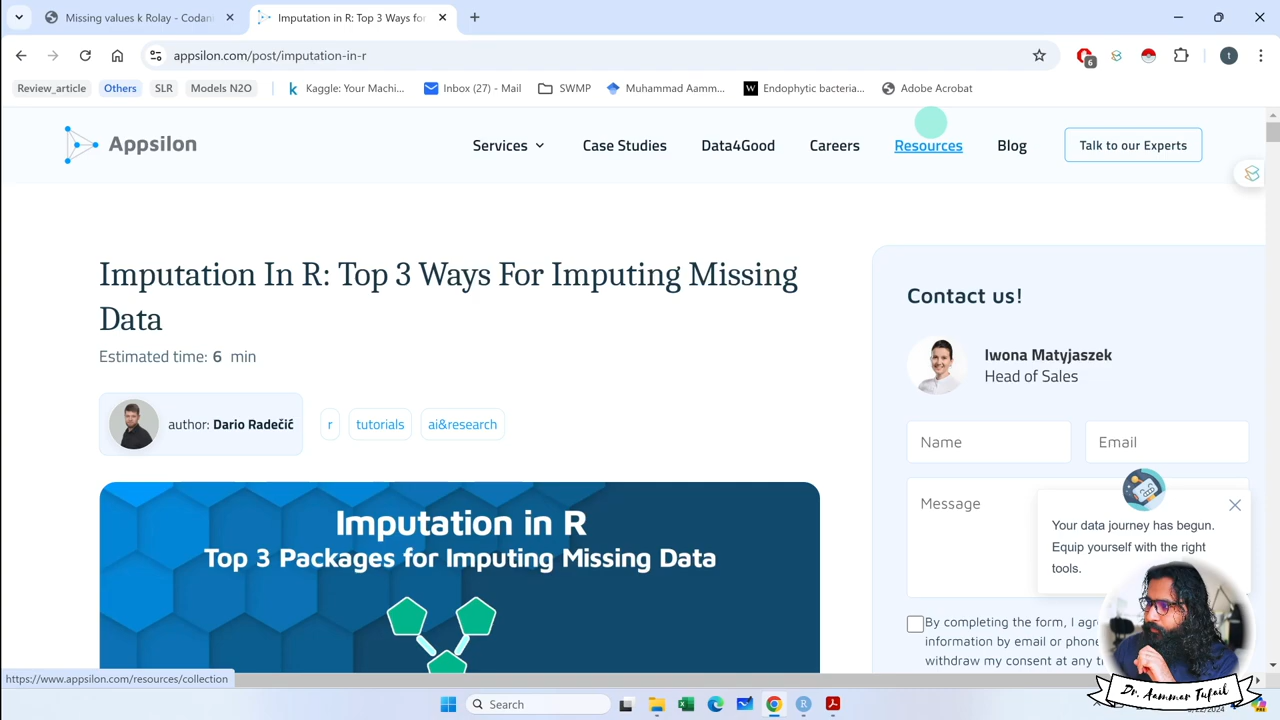 Missing values k Rolay - Codan
Imputation in R: Top 3 Ways for
appsilon.com/post/imputation-in-r
t
6
Review_article
Others
SLR
Models N2O
Kaggle: Your Machi...
Inbox (27) - Mail
SWMP
Muhammad Aamm...
W
Endophytic bacteria...
Adobe Acrobat
Appsilon
Services
Case Studies
Data4Good
Careers
Resources
Blog
Talk to our Experts
Imputation In R: Top 3 Ways For Imputing Missing
Data
Estimated time: 6 min
author: Dario Radečić
r
tutorials
ai&research
Imputation in R
Top 3 Packages for Imputing Missing Data
Contact us!
Iwona Matyjaszek
Head of Sales
Name
Email
Message
Your data journey has begun.
Equip yourself with the right
tools.
By completing the form, I agre
information by email or phone
withdraw my consent at any ti
https://www.appsilon.com/resources/collection
Search
Dr. Aammar Tufail